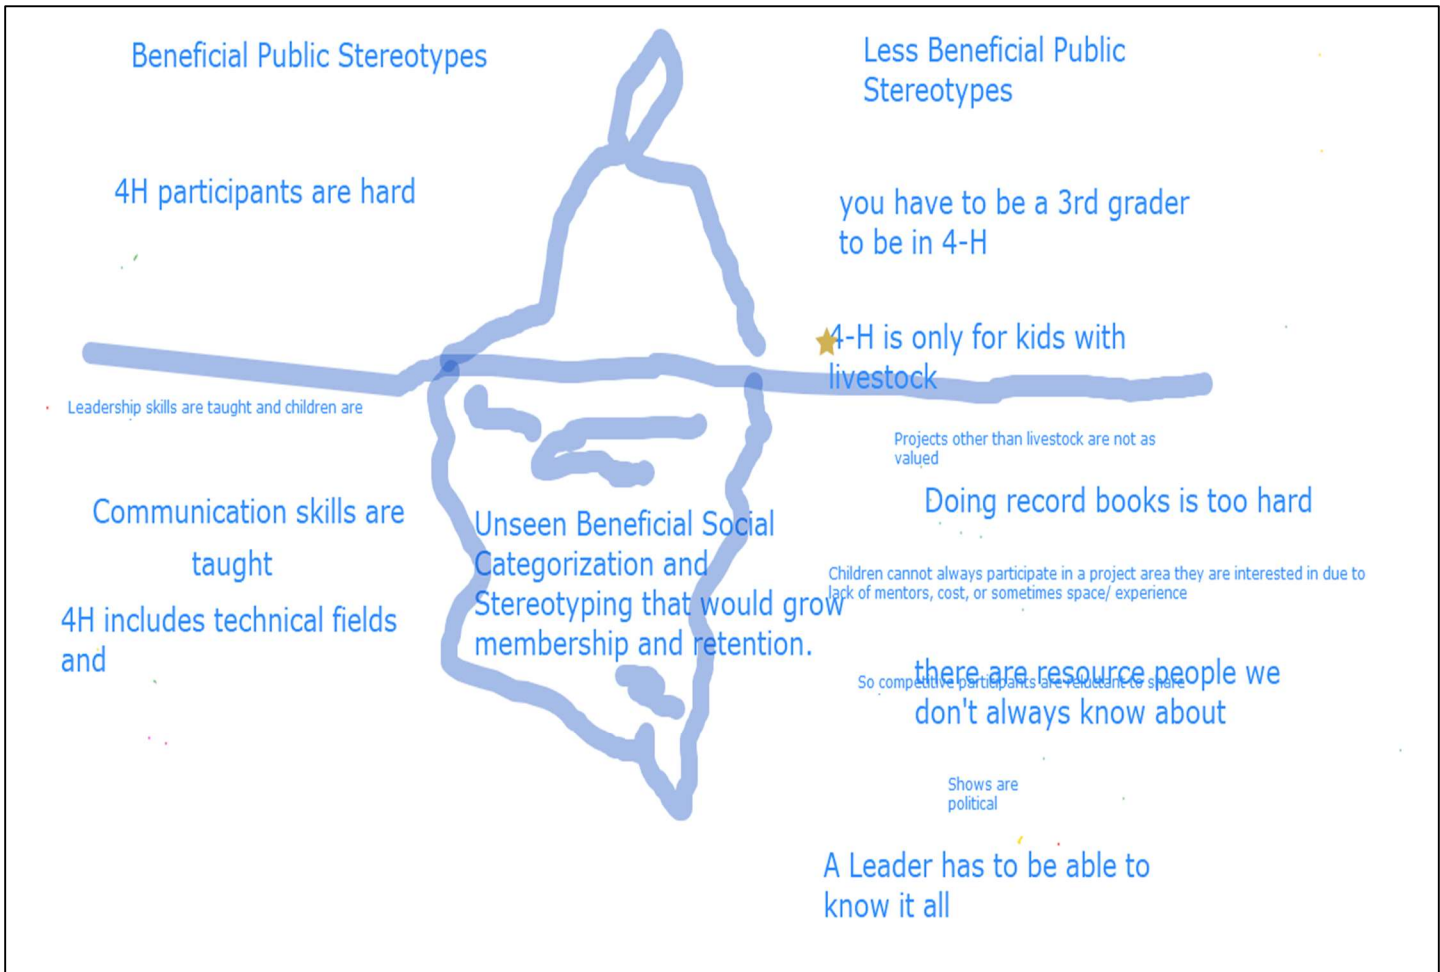 Beneficial Public Stereotypes
Less Beneficial Public
Stereotypes
4H participants are hard
you have to be a 3rd grader
to be in 4-H
4-H is only for kids with
livestock
Leadership skills are taught and children are
Projects other than livestock are not as
valued
Doing record books is too hard
Communication skills are
taught
Unseen Beneficial Social
Categorization and
Stereotyping that would grow
membership and retention.
Children cannot always participate in a project area they are interested in due to
lack of mentors, cost, or sometimes space/ experience
4H includes technical fields
and
there are resource people we
don't always know about
So competitive participants are reluctant to share
Shows are
political
A Leader has to be able to
know it all